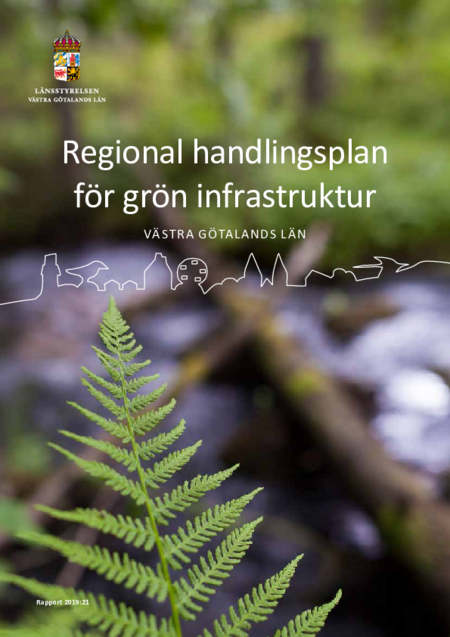 LÄNSSTYRELSEN
VÄSTRA GÖTALANDS LÄN
Regional handlingsplan
för grön infrastruktur
VÄSTRA GÖTALANDS LÄN
Rapport 2019:21